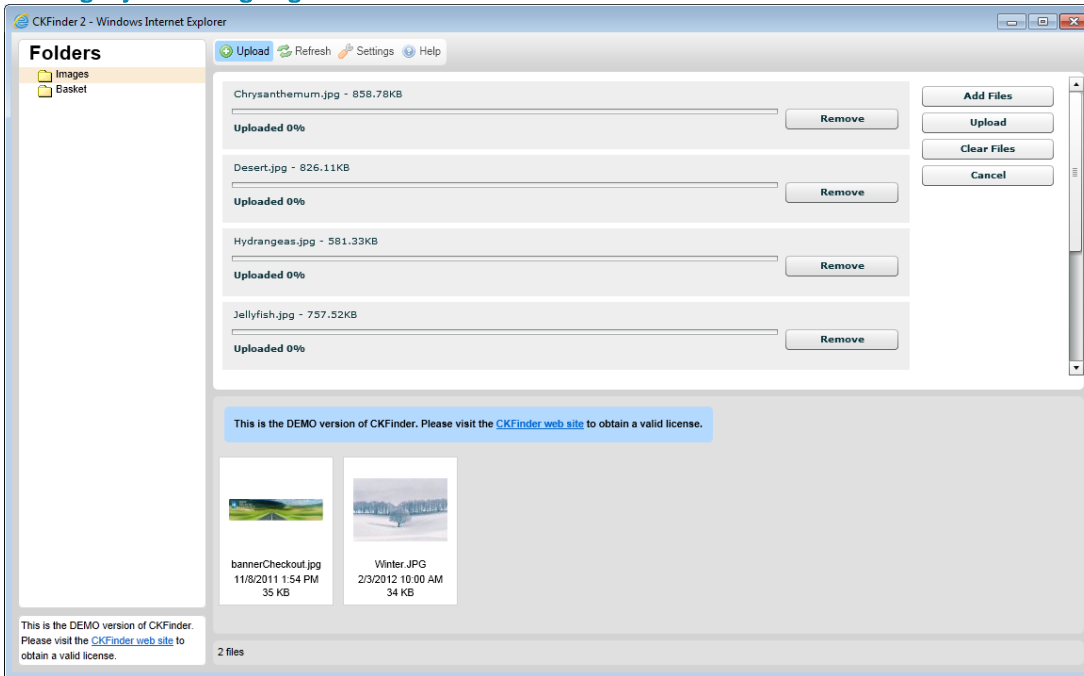 CKFinder 2 - Windows Internet Explorer
Folders
Images
Basket
Upload Refresh Settings Help
Chrysanthemum.jpg - 858.78KB
Uploaded 0%
Remove
Desert.jpg - 826.11KB
Uploaded 0%
Remove
Hydrangeas.jpg - 581.33KB
Uploaded 0%
Remove
Jellyfish.jpg - 757.52KB
Uploaded 0%
Remove
Add Files
Upload
Clear Files
Cancel
This is the DEMO version of CKFinder. Please visit the CKFinder web site to obtain a valid license.
bannerCheckout.jpg
11/8/2011 1:54 PM
35 KB
Winter.JPG
2/3/2012 10:00 AM
34 KB
This is the DEMO version of CKFinder.
Please visit the CKFinder web site to
obtain a valid license.
2 files